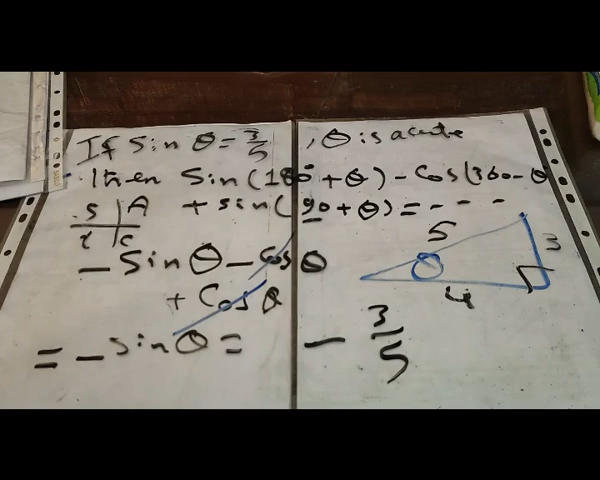 If Sin θ = 3/5 , θ is acute
then Sin(180 + θ) - Cos(360 - θ
+ sin(90 + θ) = - - -
S | A
t | c
- Sin θ - Cos θ
+ Cos θ
= - sin θ = - 3/5
5
3
4